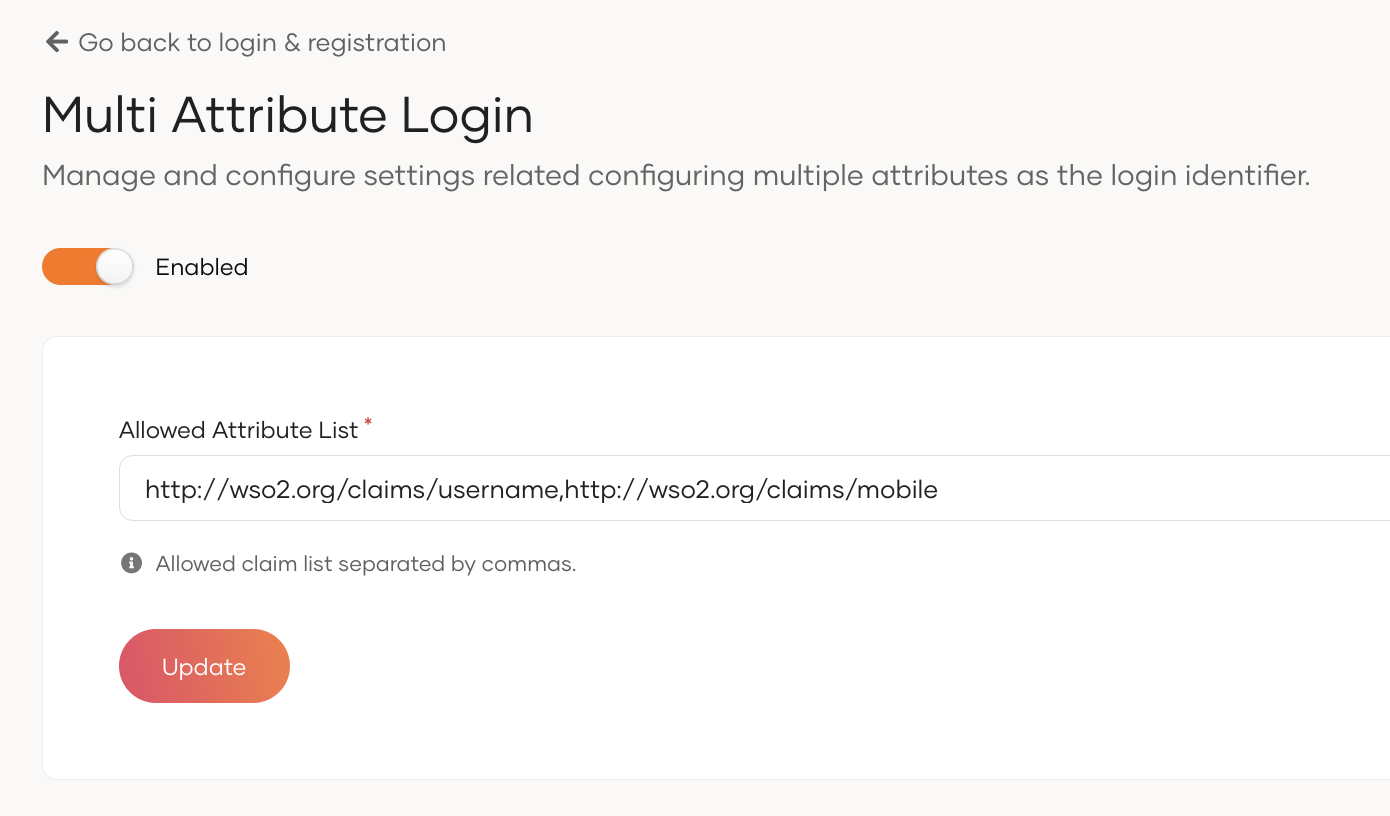 Go back to login & registration
Multi Attribute Login
Manage and configure settings related configuring multiple attributes as the login identifier.
Enabled
Allowed Attribute List *
http://wso2.org/claims/username,http://wso2.org/claims/mobile
Allowed claim list separated by commas.
Update